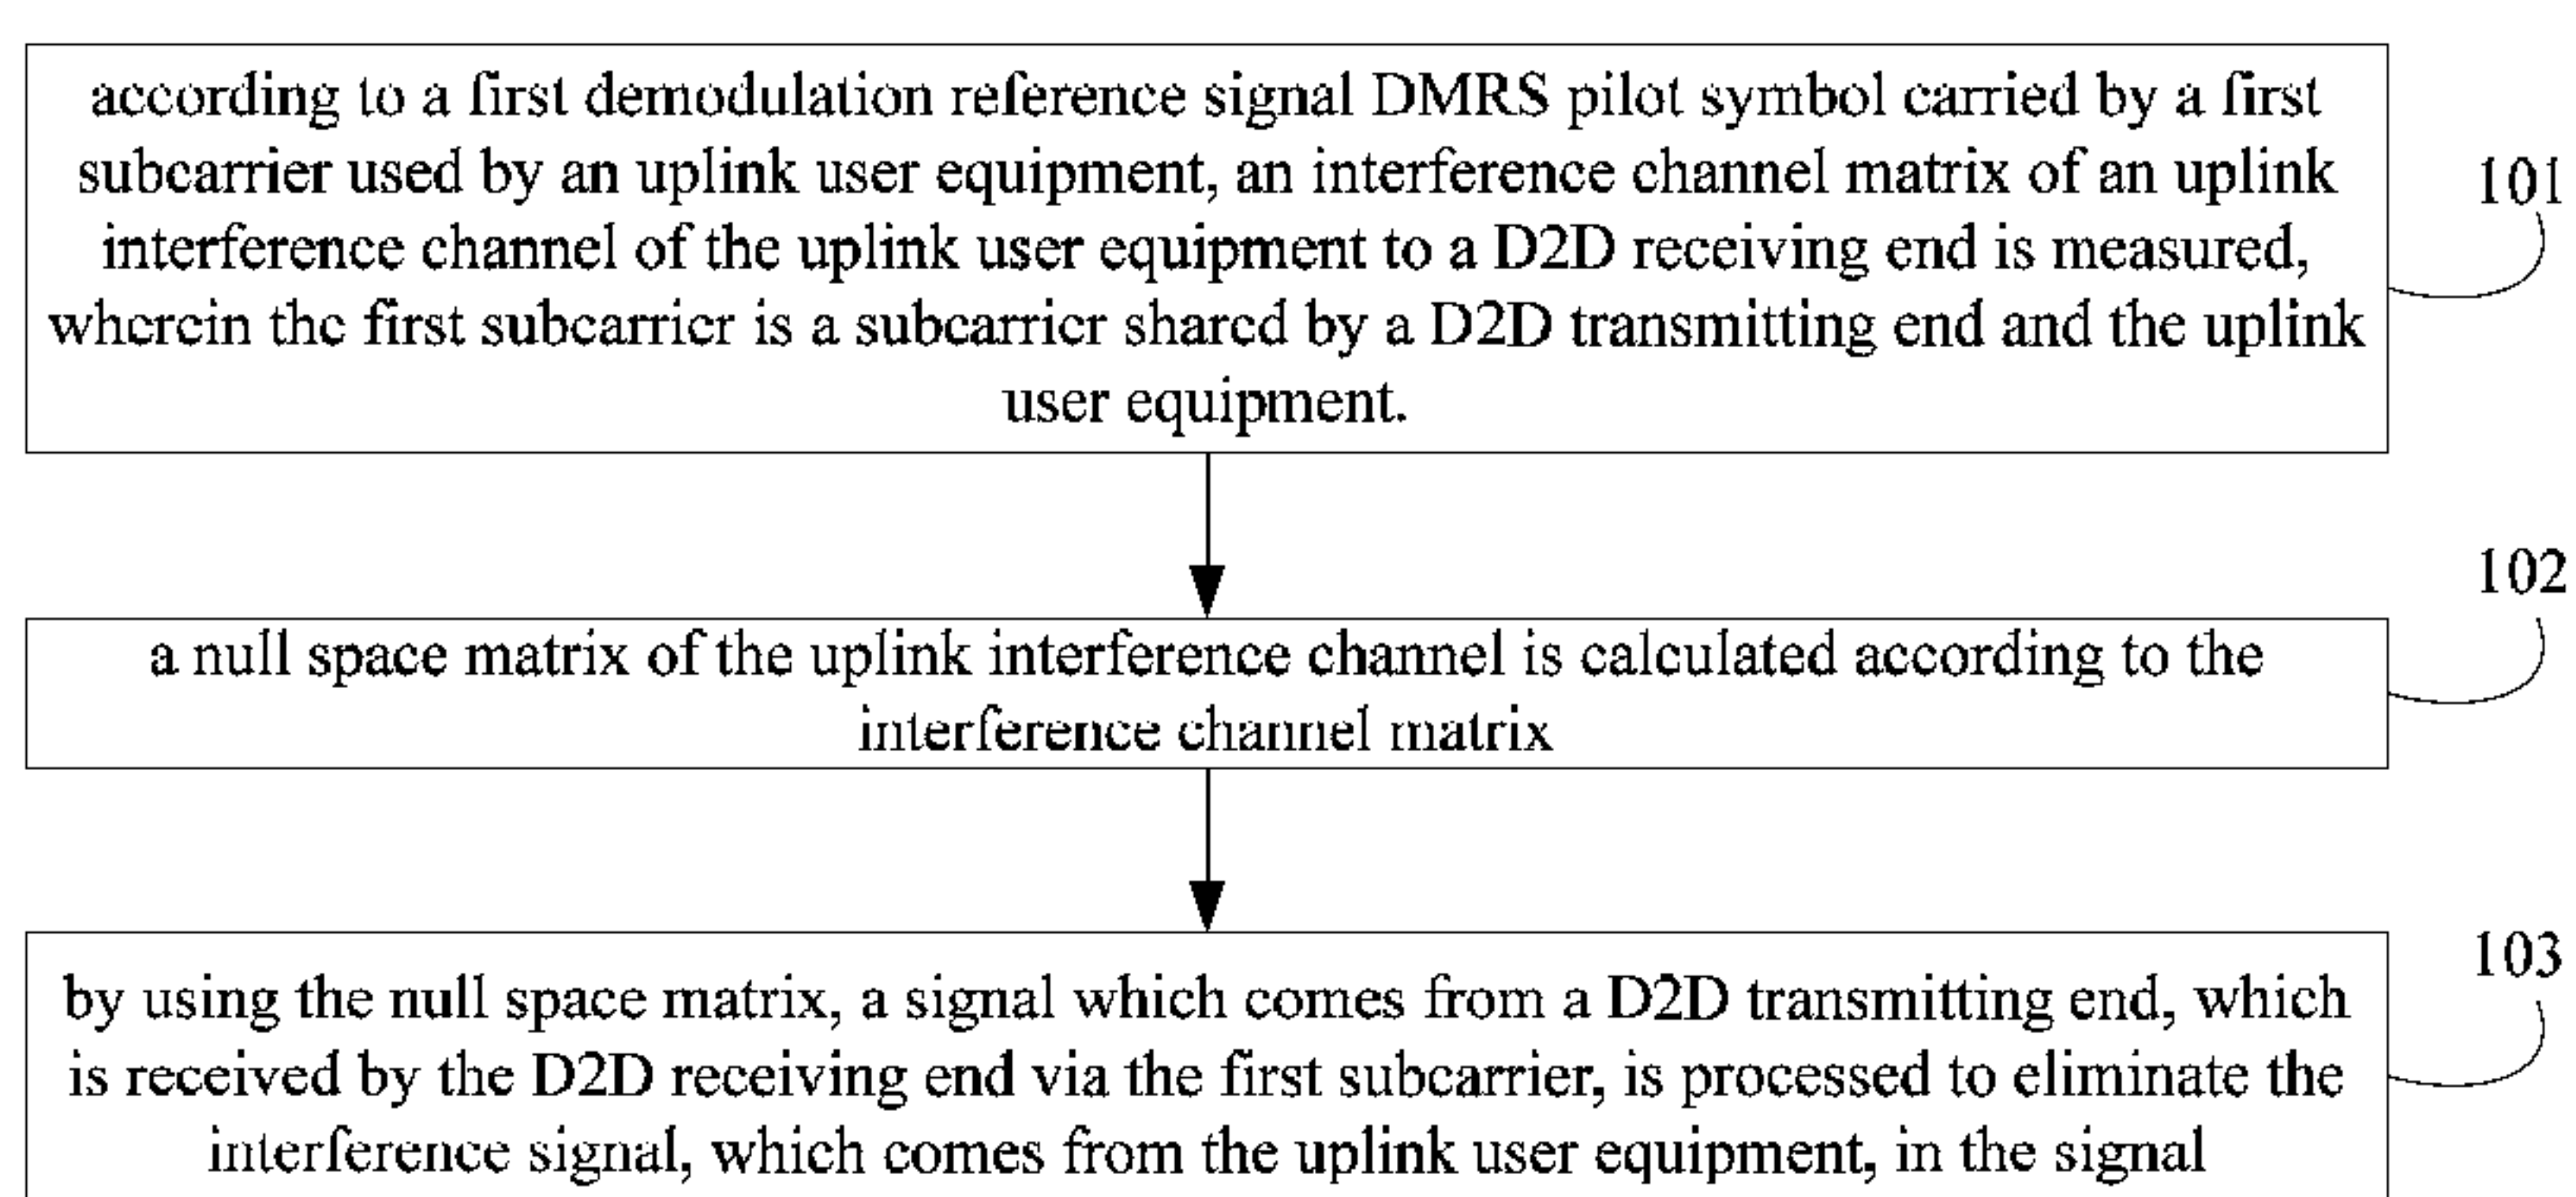 according to a first demodulation reference signal DMRS pilot symbol carried by a first
subcarrier used by an uplink user equipment, an interference channel matrix of an uplink
interference channel of the uplink user equipment to a D2D receiving end is measured,
wherein the first subcarrier is a subcarrier shared by a D2D transmitting end and the uplink
user equipment.
101
102
a null space matrix of the uplink interference channel is calculated according to the
interference channel matrix
103
by using the null space matrix, a signal which comes from a D2D transmitting end, which
is received by the D2D receiving end via the first subcarrier, is processed to eliminate the
interference signal, which comes from the uplink user equipment, in the signal